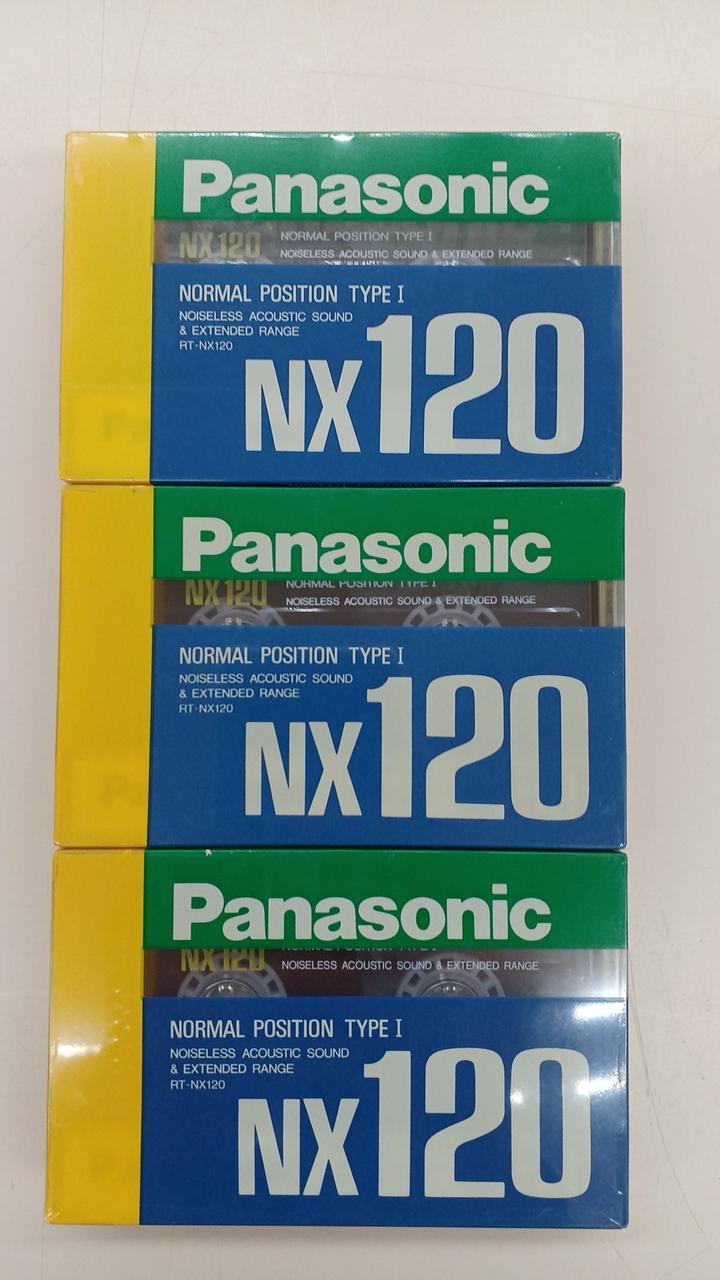 Panasonic
NX120 NORMAL POSITION TYPE I
NOISELESS ACOUSTIC SOUND & EXTENDED RANGE
NORMAL POSITION TYPE I
NOISELESS ACOUSTIC SOUND
& EXTENDED RANGE
RT-NX120
NX120
Panasonic
NX120 NORMAL POSITION TYPE I
NOISELESS ACOUSTIC SOUND & EXTENDED RANGE
NORMAL POSITION TYPE I
NOISELESS ACOUSTIC SOUND
& EXTENDED RANGE
RT-NX120
NX120
Panasonic
NX120 NORMAL POSITION TYPE I
NOISELESS ACOUSTIC SOUND & EXTENDED RANGE
NORMAL POSITION TYPE I
NOISELESS ACOUSTIC SOUND
& EXTENDED RANGE
RT-NX120
NX120